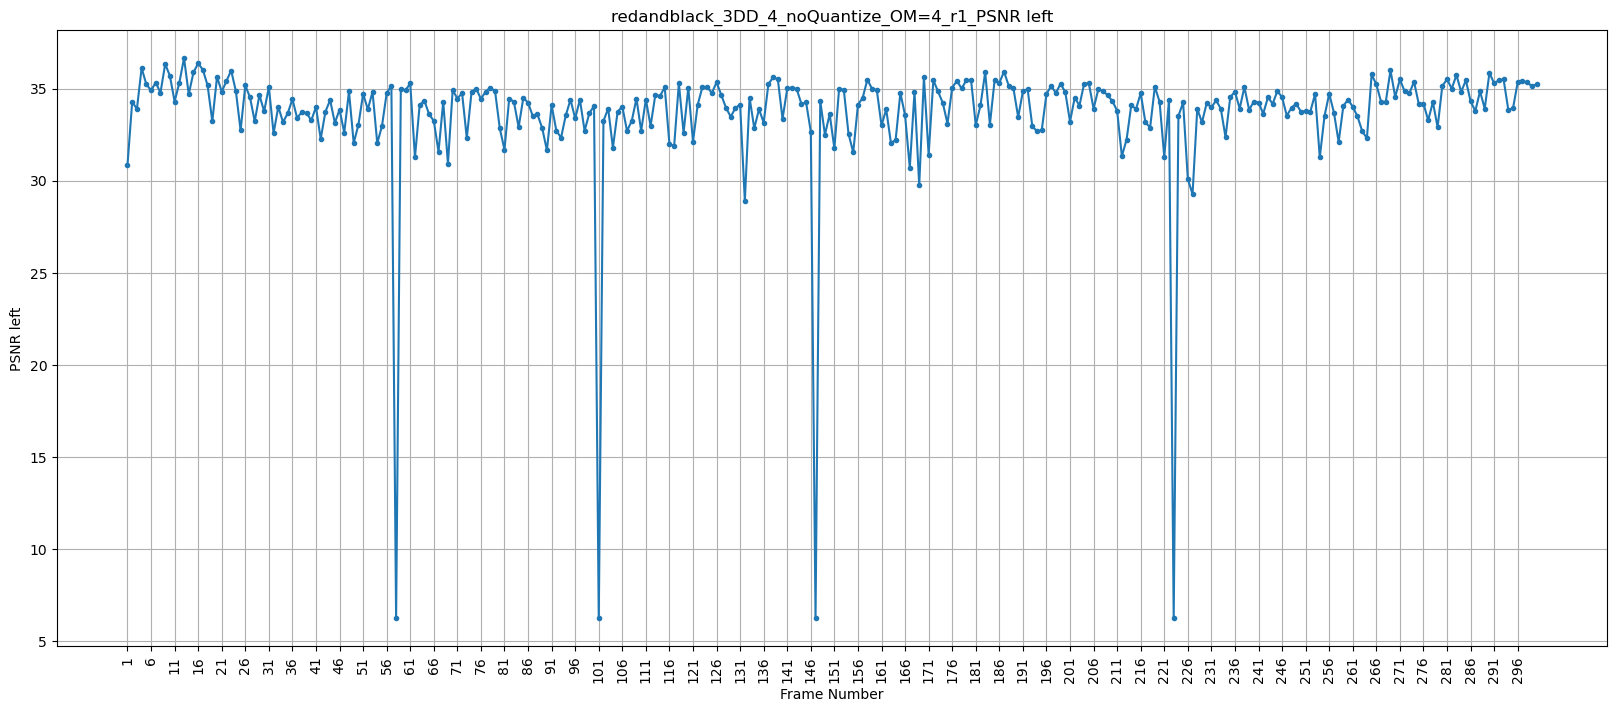 redandblack_3DD_4_noQuantize_OM=4_r1_PSNR left
PSNR left
35
30
25
20
15
10
5
1 6 11 16 21 26 31 36 41 46 51 56 61 66 71 76 81 86 91 96 101 106 111 116 121 126 131 136 141 146 151 156 161 166 171 176 181 186 191 196 201 206 211 216 221 226 231 236 241 246 251 256 261 266 271 276 281 286 291 296
Frame Number